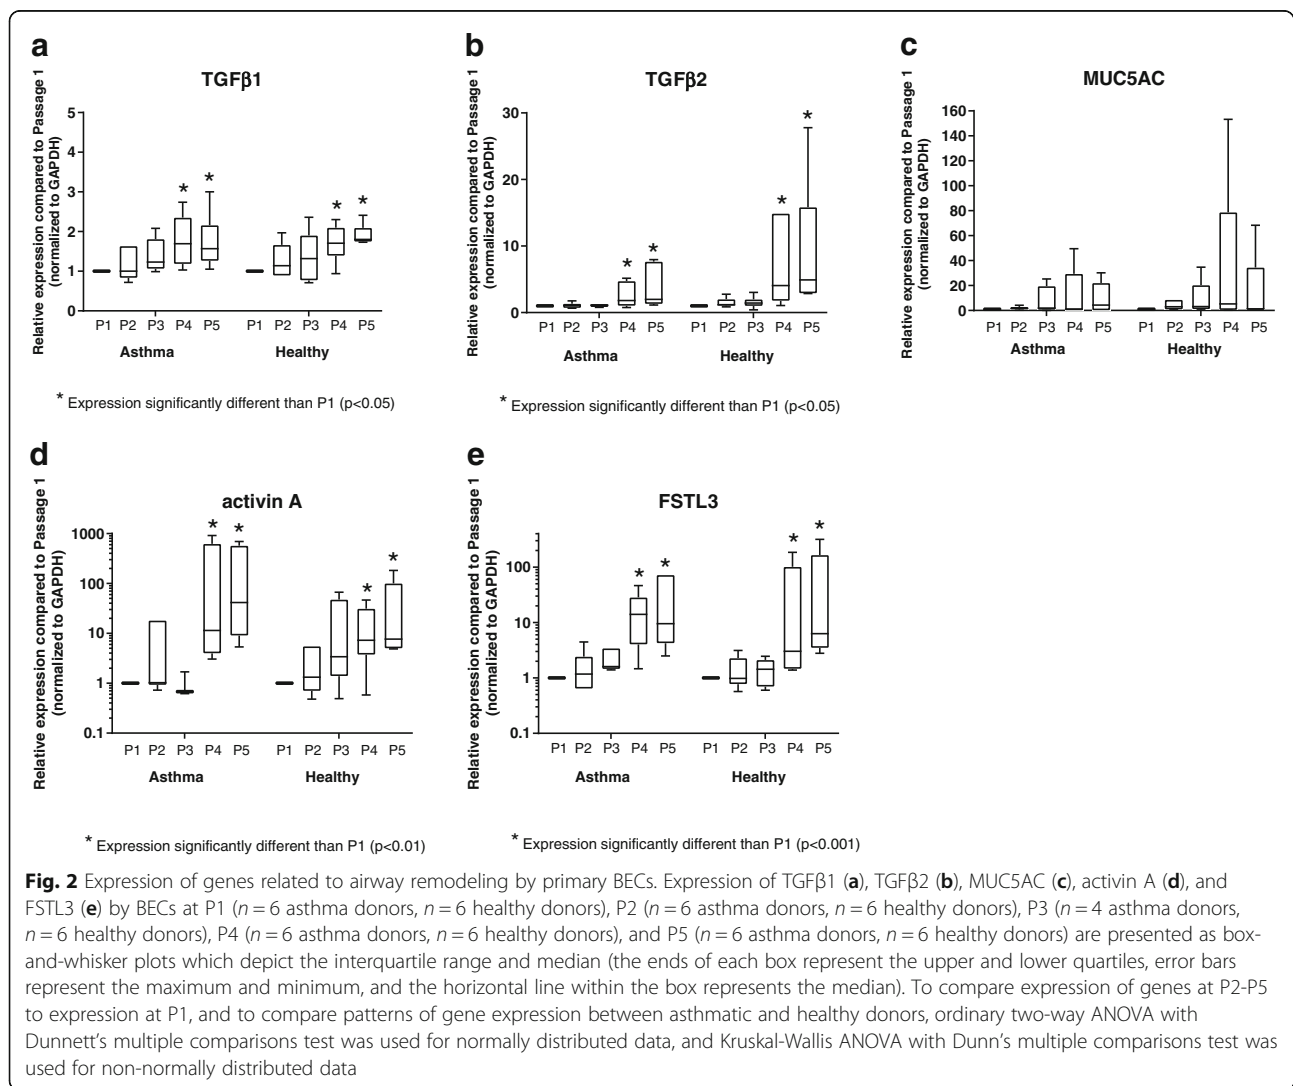 a
TGFβ1
Relative expression compared to Passage 1
(normalized to GAPDH)
5
4
3
2
1
0
P1 P2 P3 P4 P5 P1 P2 P3 P4 P5
* * * *
Asthma Healthy
* Expression significantly different than P1 (p<0.05)
b
TGFβ2
Relative expression compared to Passage 1
(normalized to GAPDH)
30
20
10
0
* * * *
P1 P2 P3 P4 P5 P1 P2 P3 P4 P5
Asthma Healthy
* Expression significantly different than P1 (p<0.05)
c
MUC5AC
Relative expression compared to Passage 1
(normalized to GAPDH)
160
140
120
100
80
60
40
20
0
P1 P2 P3 P4 P5 P1 P2 P3 P4 P5
Asthma Healthy
d
activin A
Relative expression compared to Passage 1
(normalized to GAPDH)
1000
100
10
1
0.1
* * * *
P1 P2 P3 P4 P5 P1 P2 P3 P4 P5
Asthma Healthy
* Expression significantly different than P1 (p<0.01)
e
FSTL3
Relative expression compared to Passage 1
(normalized to GAPDH)
100
10
1
0.1
* * * *
P1 P2 P3 P4 P5 P1 P2 P3 P4 P5
Asthma Healthy
* Expression significantly different than P1 (p<0.001)
Fig. 2 Expression of genes related to airway remodeling by primary BECs. Expression of TGFβ1 (a), TGFβ2 (b), MUC5AC (c), activin A (d), and
FSTL3 (e) by BECs at P1 (n = 6 asthma donors, n = 6 healthy donors), P2 (n = 6 asthma donors, n = 6 healthy donors), P3 (n = 4 asthma donors,
n = 6 healthy donors), P4 (n = 6 asthma donors, n = 6 healthy donors), and P5 (n = 6 asthma donors, n = 6 healthy donors) are presented as box-
and-whisker plots which depict the interquartile range and median (the ends of each box represent the upper and lower quartiles, error bars
represent the maximum and minimum, and the horizontal line within the box represents the median). To compare expression of genes at P2-P5
to expression at P1, and to compare patterns of gene expression between asthmatic and healthy donors, ordinary two-way ANOVA with
Dunnett's multiple comparisons test was used for normally distributed data, and Kruskal-Wallis ANOVA with Dunn's multiple comparisons test was
used for non-normally distributed data